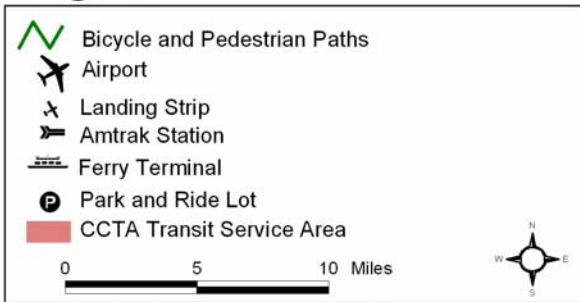 Bicycle and Pedestrian Paths
Airport
Landing Strip
Amtrak Station
Ferry Terminal
P Park and Ride Lot
CCTA Transit Service Area
0 5 10 Miles
N
W E
S